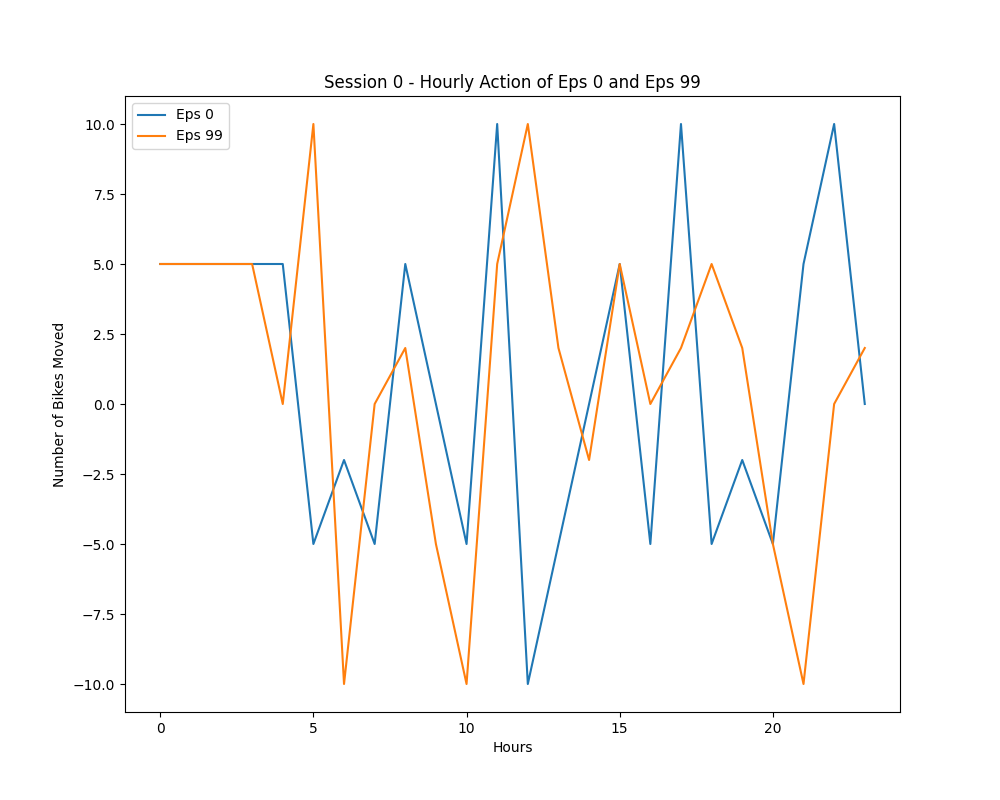 Session 0 - Hourly Action of Eps 0 and Eps 99
Eps 0
Eps 99
Number of Bikes Moved
10.0
7.5
5.0
2.5
0.0
−2.5
−5.0
−7.5
−10.0
0
5
10
15
20
Hours